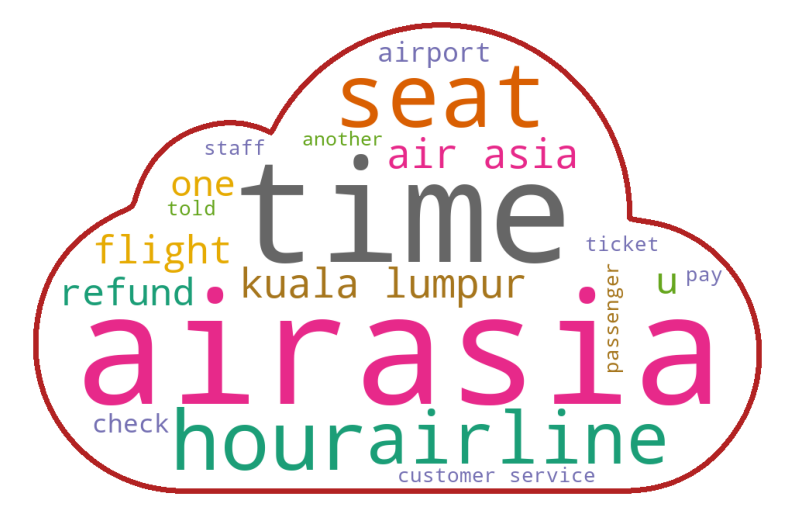 airport
seat
another
staff
air asia
time
one
told
flight
ticket
kuala lumpur
passenger
u
pay
refund
airasia
check
hour
airline
customer service